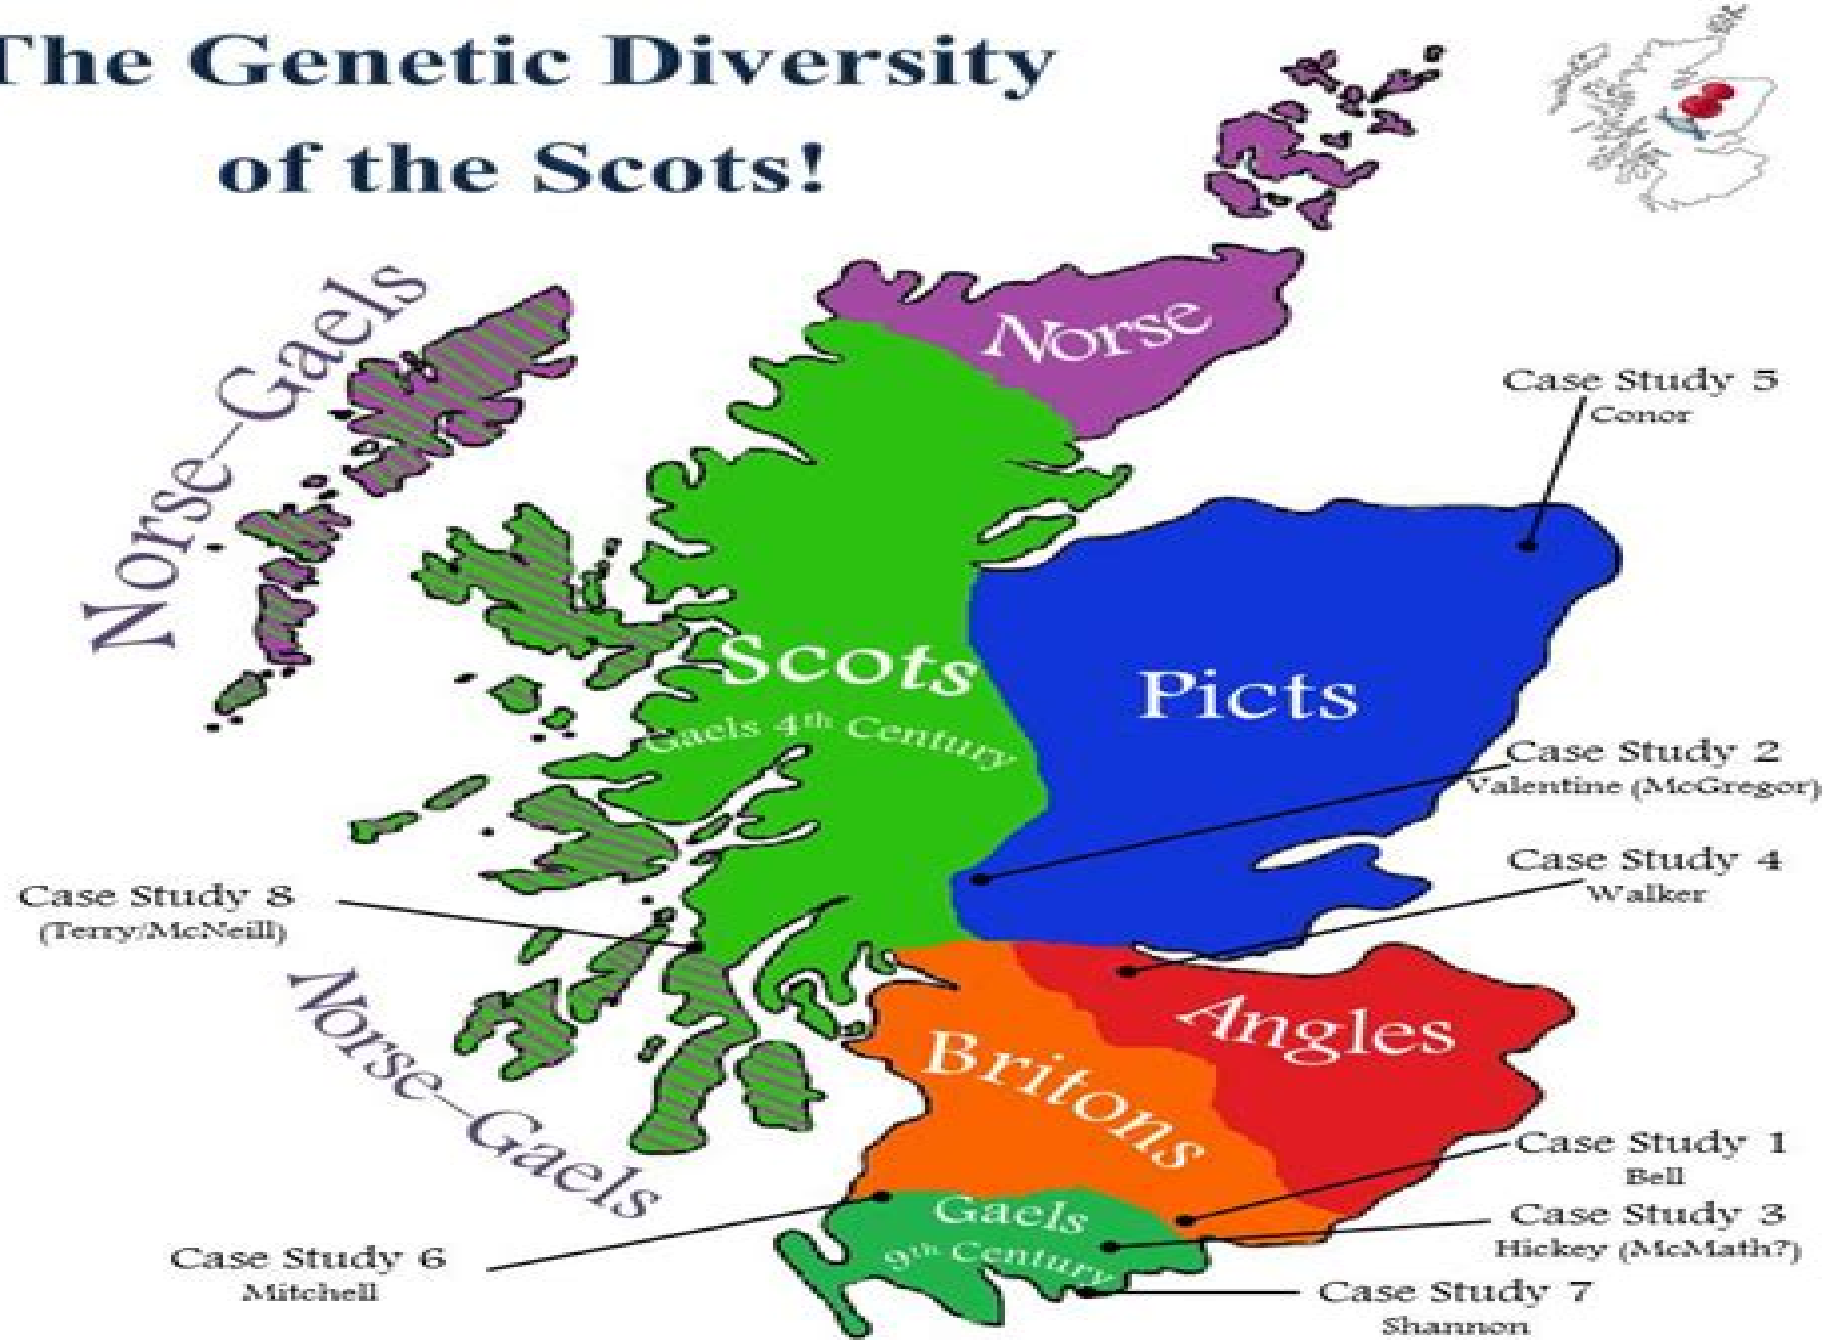 The Genetic Diversity
of the Scots!
Norse-Gaels
Norse
Case Study 5
Conor
Scots
Gaels 4th Century
Picts
Case Study 2
Valentine (McGregor)
Case Study 4
Walker
Case Study 8
(Terry/McNeill)
Norse-Gaels
Angles
Britons
Case Study 1
Bell
Gaels
9th Century
Case Study 3
Hickey (McMath?)
Case Study 6
Mitchell
Case Study 7
Shannon